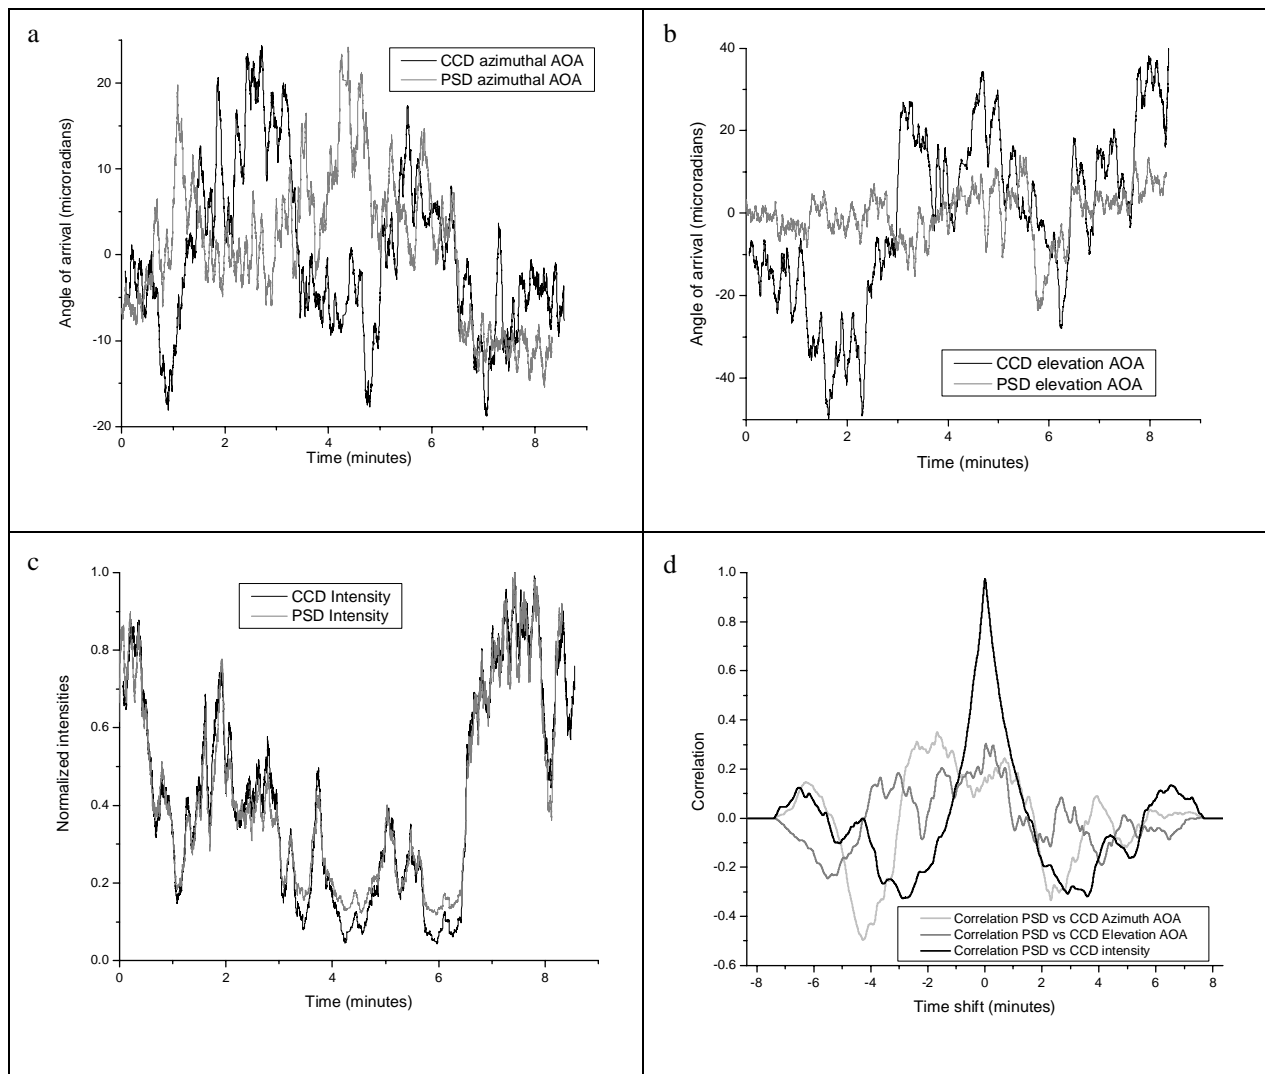 a
CCD azimuthal AOA
PSD azimuthal AOA
Angle of arrival (microradians)
20
10
0
-10
-20
0 2 4 6 8
Time (minutes)
b
40
20
0
-20
-40
Angle of arrival (microradians)
CCD elevation AOA
PSD elevation AOA
0 2 4 6 8
Time (minutes)
c
1.0
0.8
0.6
0.4
0.2
0.0
Normalized intensities
CCD Intensity
PSD Intensity
0 2 4 6 8
Time (minutes)
d
1.0
0.8
0.6
0.4
0.2
0.0
-0.2
-0.4
-0.6
Correlation
Correlation PSD vs CCD Azimuth AOA
Correlation PSD vs CCD Elevation AOA
Correlation PSD vs CCD intensity
-8 -6 -4 -2 0 2 4 6 8
Time shift (minutes)